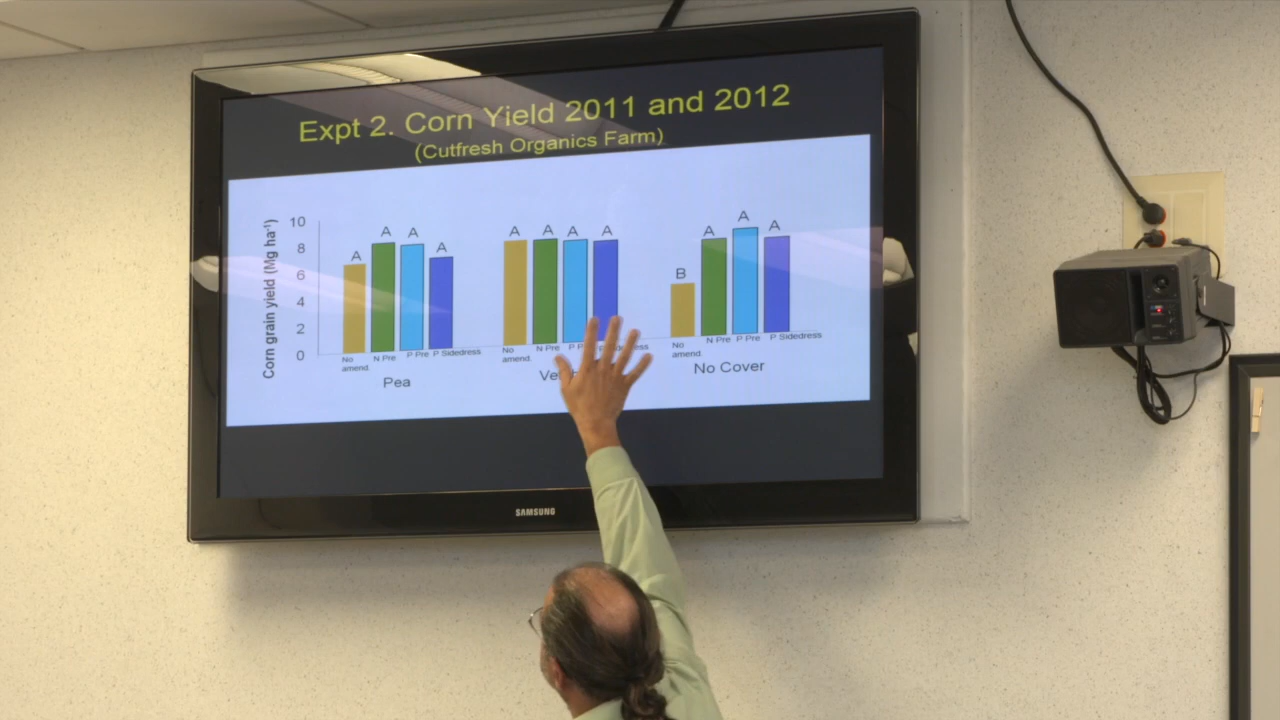 Expt 2. Corn Yield 2011 and 2012
(Cutfresh Organics Farm)
Corn grain yield (Mg ha⁻¹)
10
8
6
4
2
0
A A A A
A A A A
B A A A
No amend. N Pre P Pre P Sidedress
No amend. N Pre
No amend. N Pre P Pre P Sidedress
Pea
No Cover
SAMSUNG